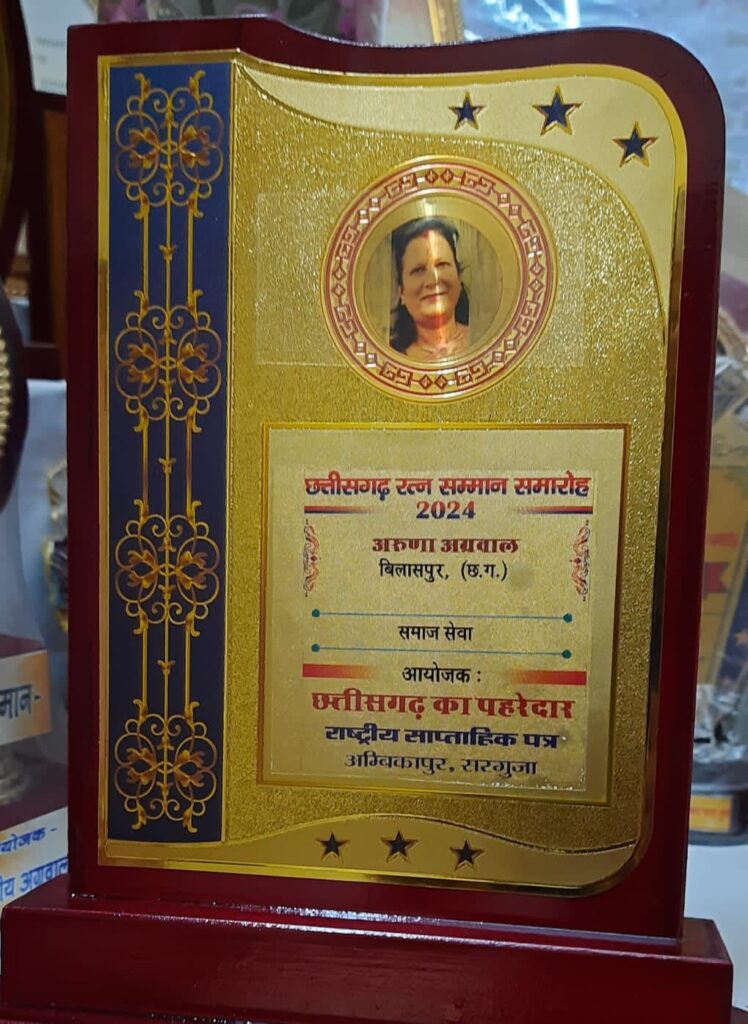 छत्तीसगढ़ रत्न सम्मान समारोह
2024
अरुणा अग्रवाल
बिलासपुर, (छ.ग.)
समाज सेवा
आयोजक :
छत्तीसगढ़ का पहरेदार
राष्ट्रीय साप्ताहिक पत्र
अम्बिकापुर, सरगुजा